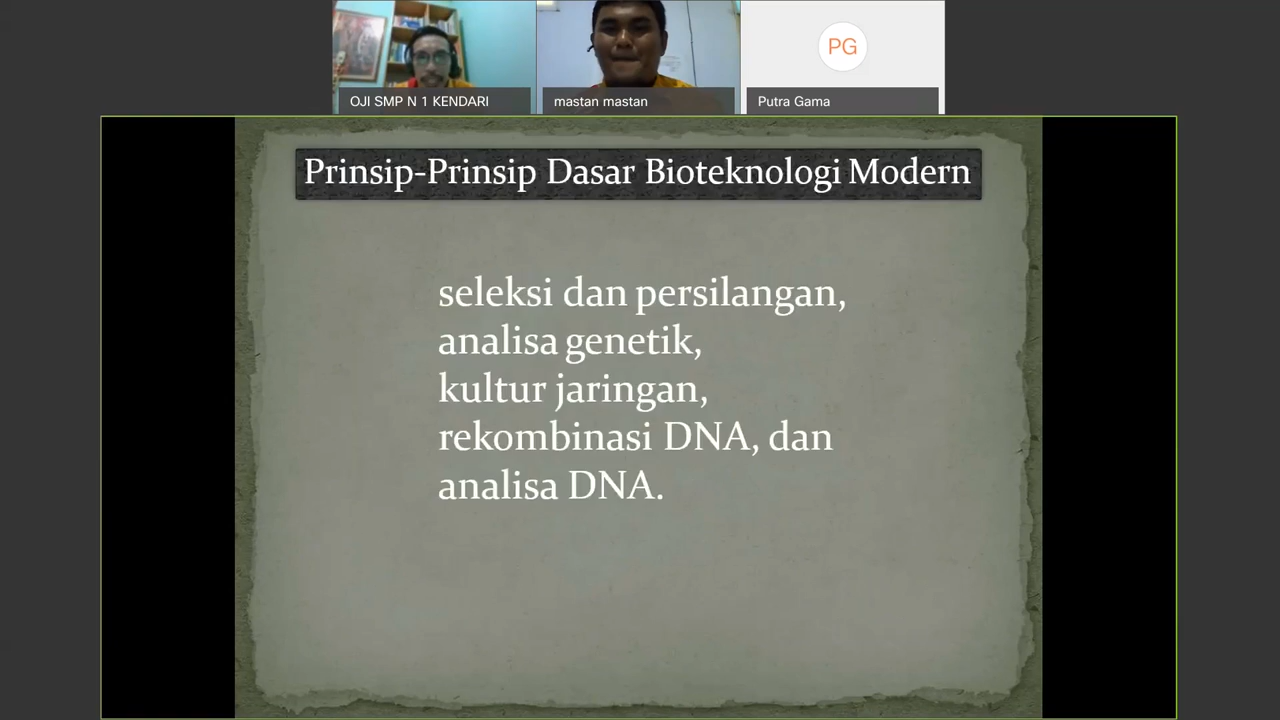 OJI SMP N 1 KENDARI
mastan mastan
PG
Putra Gama
Prinsip-Prinsip Dasar Bioteknologi Modern
seleksi dan persilangan,
analisa genetik,
kultur jaringan,
rekombinasi DNA, dan
analisa DNA.